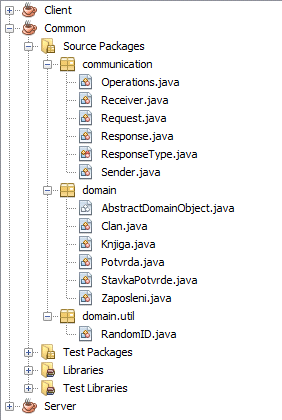 Client
Common
Source Packages
communication
Operations.java
Receiver.java
Request.java
Response.java
ResponseType.java
Sender.java
domain
AbstractDomainObject.java
Clan.java
Knjiga.java
Potvrda.java
StavkaPotvrde.java
Zaposleni.java
domain.util
RandomID.java
Test Packages
Libraries
Test Libraries
Server